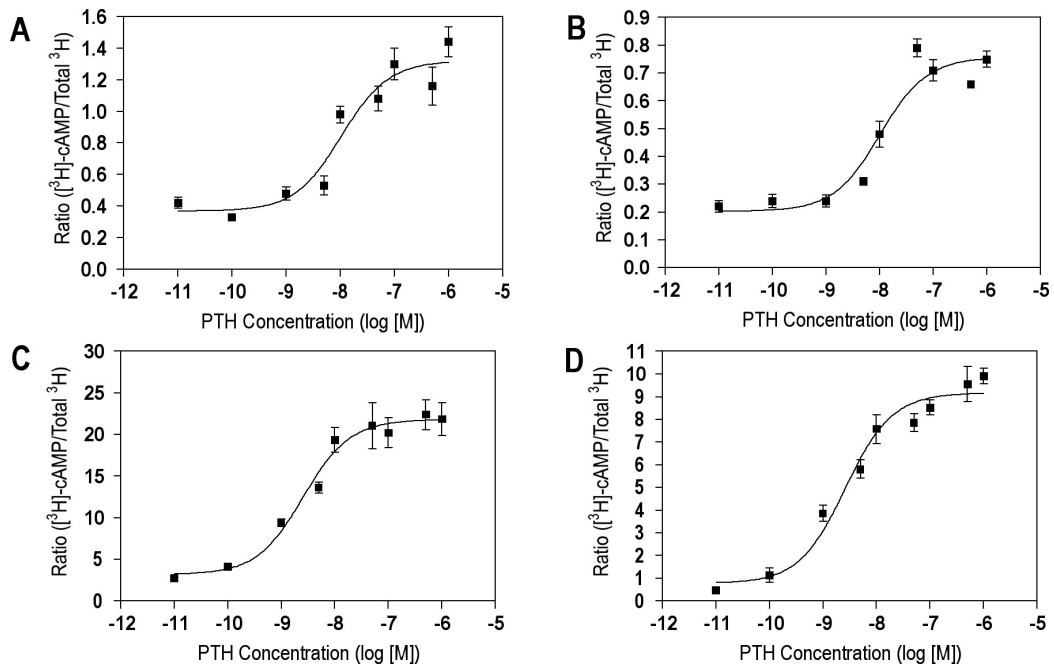 A
Ratio ([³H]-cAMP/Total ³H)
1.6
1.4
1.2
1.0
0.8
0.6
0.4
0.2
0.0
-12 -11 -10 -9 -8 -7 -6 -5
PTH Concentration (log [M])
B
Ratio ([³H]-cAMP/Total ³H)
0.9
0.8
0.7
0.6
0.5
0.4
0.3
0.2
0.1
0.0
-12 -11 -10 -9 -8 -7 -6 -5
PTH Concentration (log [M])
C
Ratio ([³H]-cAMP/Total ³H)
30
25
20
15
10
5
0
-12 -11 -10 -9 -8 -7 -6 -5
PTH Concentration (log [M])
D
Ratio ([³H]-cAMP/Total ³H)
11
10
9
8
7
6
5
4
3
2
1
0
-12 -11 -10 -9 -8 -7 -6 -5
PTH Concentration (log [M])